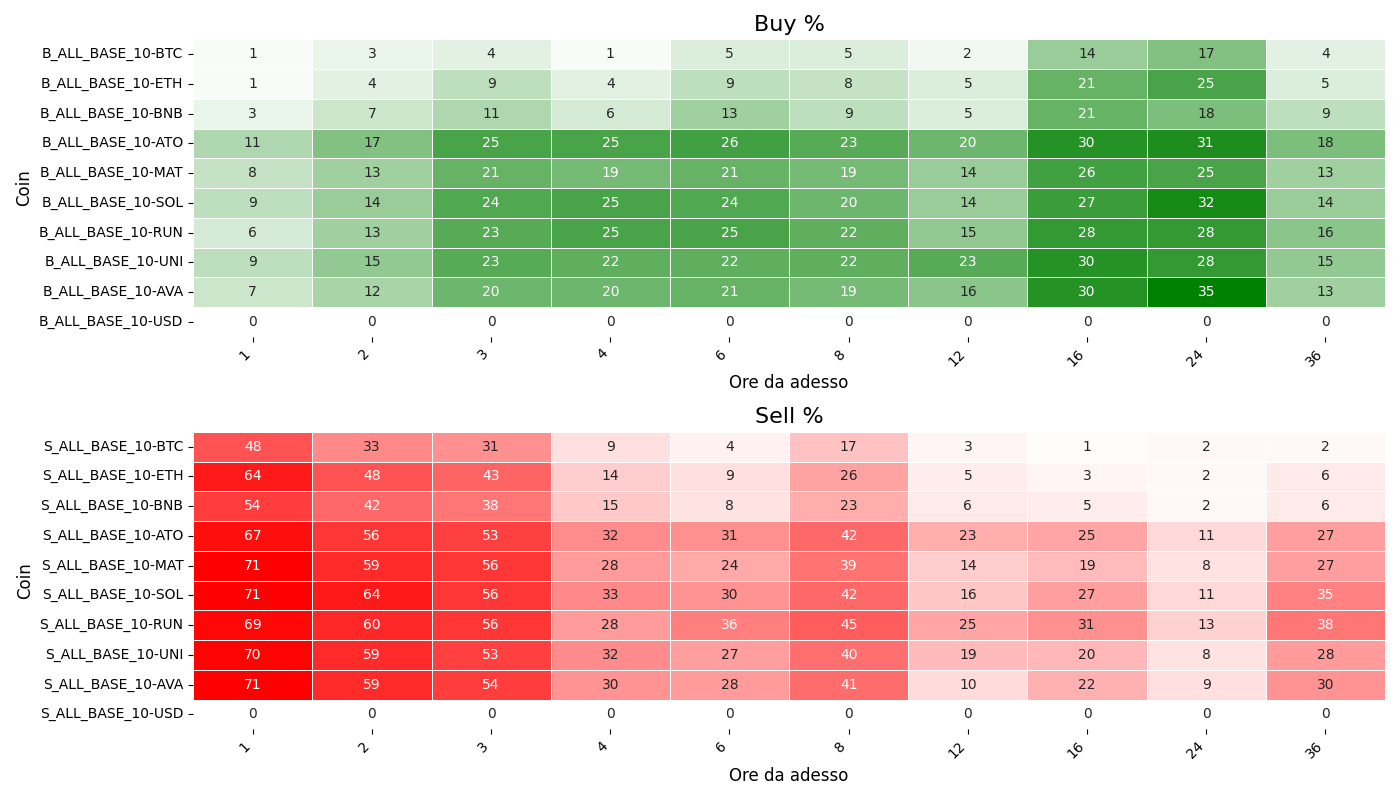 Buy %
Coin
B_ALL_BASE_10-BTC 1 3 4 1 5 5 2 14 17 4
B_ALL_BASE_10-ETH 1 4 9 4 9 8 5 21 25 5
B_ALL_BASE_10-BNB 3 7 11 6 13 9 5 21 18 9
B_ALL_BASE_10-ATO 11 17 25 25 26 23 20 30 31 18
B_ALL_BASE_10-MAT 8 13 21 19 21 19 14 26 25 13
B_ALL_BASE_10-SOL 9 14 24 25 24 20 14 27 32 14
B_ALL_BASE_10-RUN 6 13 23 25 25 22 15 28 28 16
B_ALL_BASE_10-UNI 9 15 23 22 22 22 23 30 28 15
B_ALL_BASE_10-AVA 7 12 20 20 21 19 16 30 35 13
B_ALL_BASE_10-USD 0 0 0 0 0 0 0 0 0 0
1 2 3 4 6 8 12 16 24 36
Ore da adesso
Sell %
Coin
S_ALL_BASE_10-BTC 48 33 31 9 4 17 3 1 2 2
S_ALL_BASE_10-ETH 64 48 43 14 9 26 5 3 2 6
S_ALL_BASE_10-BNB 54 42 38 15 8 23 6 5 2 6
S_ALL_BASE_10-ATO 67 56 53 32 31 42 23 25 11 27
S_ALL_BASE_10-MAT 71 59 56 28 24 39 14 19 8 27
S_ALL_BASE_10-SOL 71 64 56 33 30 42 16 27 11 35
S_ALL_BASE_10-RUN 69 60 56 28 36 45 25 31 13 38
S_ALL_BASE_10-UNI 70 59 53 32 27 40 19 20 8 28
S_ALL_BASE_10-AVA 71 59 54 30 28 41 10 22 9 30
S_ALL_BASE_10-USD 0 0 0 0 0 0 0 0 0 0
1 2 3 4 6 8 12 16 24 36
Ore da adesso